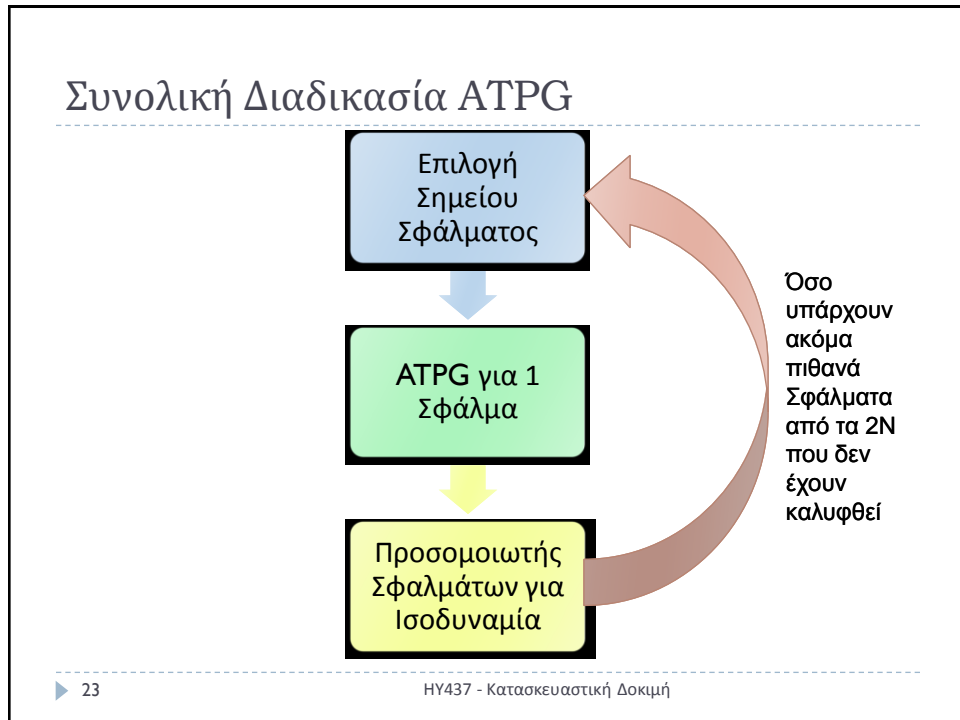 Συνολική Διαδικασία ATPG
Επιλογή
Σημείου
Σφάλματος
ATPG για 1
Σφάλμα
Προσομοιωτής
Σφαλμάτων για
Ισοδυναμία
Όσο
υπάρχουν
ακόμα
πιθανά
Σφάλματα
από τα 2Ν
που δεν
έχουν
καλυφθεί
23
ΗΥ437 - Κατασκευαστική Δοκιμή